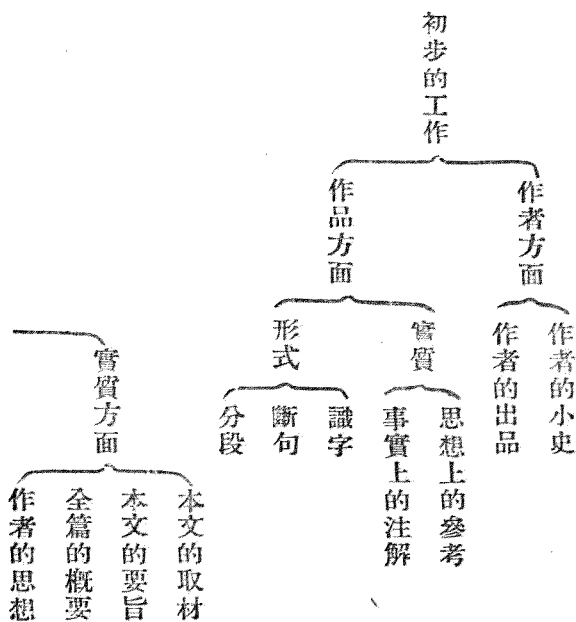 初步的工作
作者方面
作者的小史
作者的出品
作品方面
實質
思想上的參考
事實上的注解
形式
識字
斷句
分段
實質方面
本文的取材
本文的要旨
全篇的概要
作者的思想